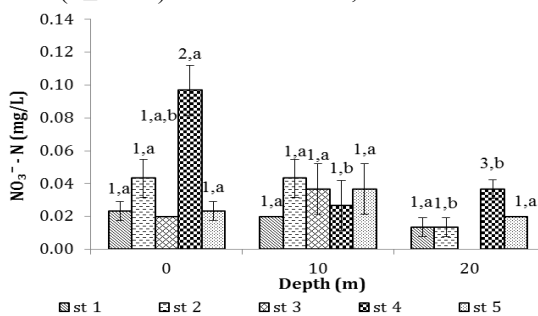 0.14
0.12
0.10
0.08
0.06
0.04
0.02
0.00
NO₃⁻ - N (mg/L)
1,a 1,a 1,a,b 2,a 1,a
1,a 1,a 1,a 1,b 1,a
1,a 1,b 3,b 1,a
0 10 20
Depth (m)
st 1 st 2 st 3 st 4 st 5